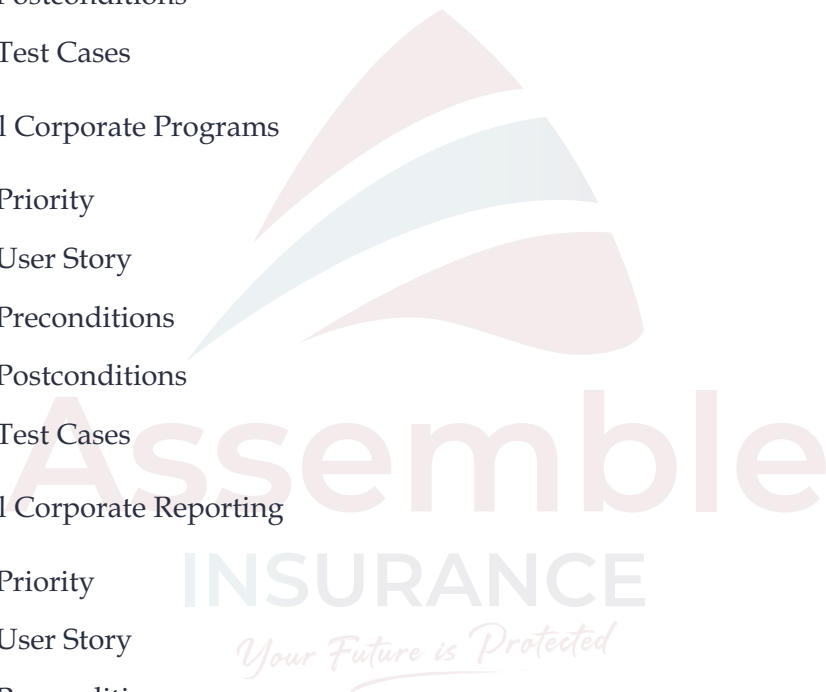 Postconditions
Test Cases
l Corporate Programs
Priority
User Story
Preconditions
Postconditions
Test Cases
l Corporate Reporting
Priority
User Story
Preconditions
Assemble
INSURANCE
Your Future is Protected